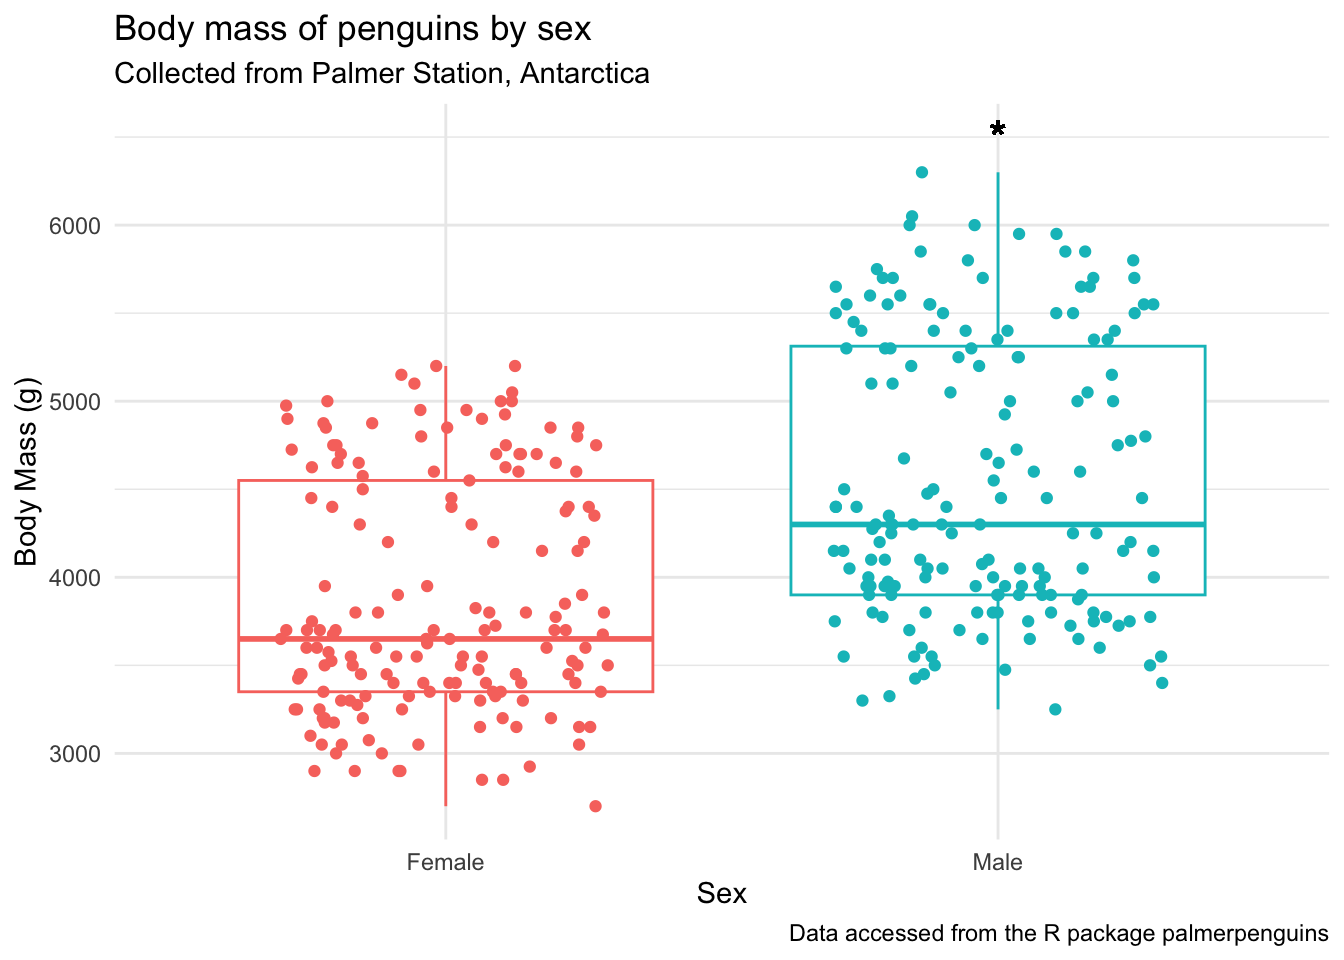 Body mass of penguins by sex
Collected from Palmer Station, Antarctica
*
6000
5000
4000
3000
Body Mass (g)
Female
Male
Sex
Data accessed from the R package palmerpenguins